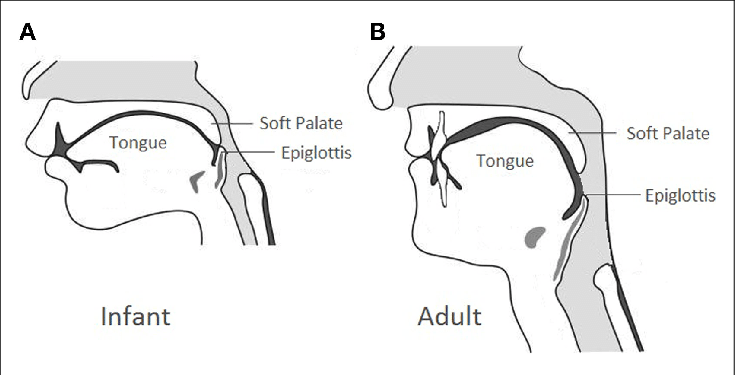 A
Soft Palate
Tongue
Epiglottis
Infant
B
Soft Palate
Tongue
Epiglottis
Adult